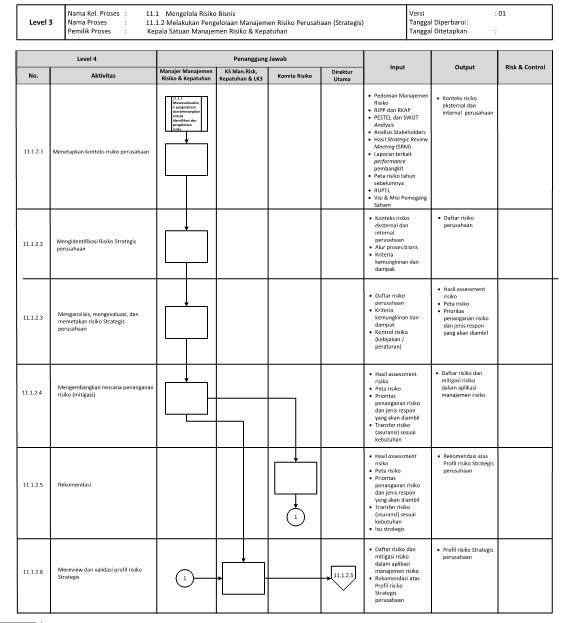 Level 3
Nama Kel. Proses : 11.1 Mengelola Risiko Bisnis
Nama Proses : 11.1.2 Melakukan Pengelolaan Manajemen Risiko Perusahaan (Strategis)
Pemilik Proses : Kepala Satuan Manajemen Risiko & Kepatuhan
Versi : 01
Tanggal Diperbarui:
Tanggal Ditetapkan :
Level 4
Penanggung Jawab
Input
Output
Risk & Control
No.
Aktivitas
Manajer Manajemen
Risiko & Kepatuhan
KS Man.Risk,
Kepatuhan & LK3
Komite Risiko
Direktur
Utama
11.1.2.1
Menetapkan konteks risiko perusahaan
• Pedoman Manajemen
Risiko
• RJPP dan RKAP
• PESTEL dan SWOT
Analysis
• Analisis Stakeholders
• Hasil Strategic Review
Meeting (SRM)
• Laporan terkait
performance
pembangkit
• Peta risiko tahun
sebelumnya
• RUPTL
• Visi & Misi Pemegang
Saham
• Konteks risiko
eksternal dan
internal perusahaan
11.1.2.2
Mengidentifikasi Risiko Strategis
perusahaan
• Konteks risiko
eksternal dan
internal
perusahaan
• Alur proses bisnis
• Kriteria
kemungkinan dan
dampak
• Daftar risiko
perusahaan
11.1.2.3
Menganalisis, mengevaluasi, dan
memetakan risiko Strategis
perusahaan
• Daftar risiko
perusahaan
• Kriteria
kemungkinan dan
dampak
• Kontrol risiko
(kebijakan /
peraturan)
• Hasil assessment
risiko
• Peta risiko
• Prioritas
penanganan risiko
dan jenis respon
yang akan diambil
11.1.2.4
Mengembangkan rencana penanganan
risiko (mitigasi)
• Hasil assessment
risiko
• Peta risiko
• Prioritas
penanganan risiko
dan jenis respon
yang akan diambil
• Transfer risiko
(asuransi) sesuai
kebutuhan
• Daftar risiko dan
mitigasi risiko
dalam aplikasi
manajemen risiko
11.1.2.5
Rekomendasi
1
• Hasil assessment
risiko
• Peta risiko
• Prioritas
penanganan risiko
dan jenis respon
yang akan diambil
• Transfer risiko
(asuransi) sesuai
kebutuhan
• Isu strategis
• Rekomendasi atas
Profil risiko Strategis
perusahaan
11.1.2.6
Mereview dan validasi profil risiko
Strategis
1
11.1.2.5
• Daftar risiko dan
mitigasi risiko
dalam aplikasi
manajemen risiko
• Rekomendasi atas
Profil risiko
Strategis
perusahaan
• Profil risiko Strategis
perusahaan